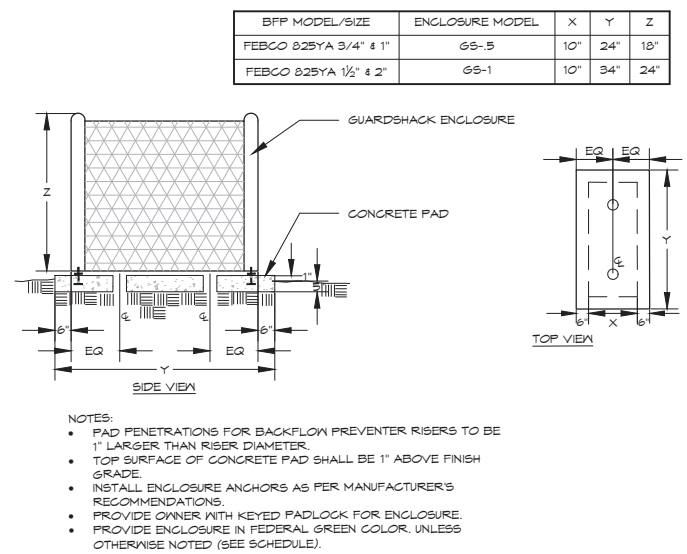 BFP MODEL/SIZE ENCLOSURE MODEL X Y Z
FEBCO 825YA 3/4" & 1" GS-.5 10" 24" 18"
FEBCO 825YA 1½" & 2" GS-1 10" 34" 24"
GUARDSHACK ENCLOSURE
EQ EQ
Z
CONCRETE PAD
Y
℄
1"
5"
℄ ℄
6" 6"
6" X 6"
TOP VIEW
EQ EQ
Y
SIDE VIEW
NOTES:
• PAD PENETRATIONS FOR BACKFLOW PREVENTER RISERS TO BE
1" LARGER THAN RISER DIAMETER.
• TOP SURFACE OF CONCRETE PAD SHALL BE 1" ABOVE FINISH
GRADE.
• INSTALL ENCLOSURE ANCHORS AS PER MANUFACTURER'S
RECOMMENDATIONS.
• PROVIDE OWNER WITH KEYED PADLOCK FOR ENCLOSURE.
• PROVIDE ENCLOSURE IN FEDERAL GREEN COLOR, UNLESS
OTHERWISE NOTED (SEE SCHEDULE).